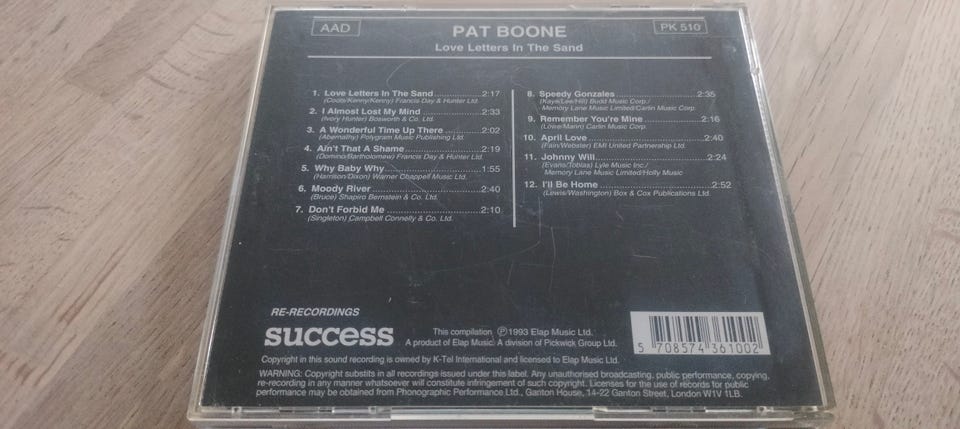 AAD
PAT BOONE
PK 510
Love Letters In The Sand
1. Love Letters In The Sand 2:17
(Coots/Kenny/Kenny) Francis Day & Hunter Ltd.
2. I Almost Lost My Mind 2:33
(Ivory Hunter) Bosworth & Co. Ltd.
3. A Wonderful Time Up There 2:02
(Abernathy) Polygram Music Publishing Ltd.
4. Ain't That A Shame 2:19
(Domino/Bartholomew) Francis Day & Hunter Ltd.
5. Why Baby Why 1:55
(Harrison/Dixon) Warner Chappell Music Ltd.
6. Moody River 2:40
(Bruce) Shapiro Bernstein & Co. Ltd.
7. Don't Forbid Me 2:10
(Singleton) Campbell Connelly & Co. Ltd.
8. Speedy Gonzales 2:35
(Kaye/Lee/Hill) Budd Music Corp./
Memory Lane Music Limited/Carlin Music Corp.
9. Remember You're Mine 2:16
(Lowe/Mann) Carlin Music Corp.
10. April Love 2:40
(Fain/Webster) EMI United Partnership Ltd.
11. Johnny Will 2:24
(Evans/Tobias) Lyle Music Inc./
Memory Lane Music Limited/Holly Music
12. I'll Be Home 2:52
(Lewis/Washington) Box & Cox Publications Ltd.
RE-RECORDINGS
success
This compilation Ⓟ1993 Elap Music Ltd.
A product of Elap Music. A division of Pickwick Group Ltd.
5 708574 361002
Copyright in this sound recording is owned by K-Tel International and licensed to Elap Music Ltd.
WARNING: Copyright substits in all recordings issued under this label. Any unauthorised broadcasting, public performance, copying,
re-recording in any manner whatsoever will constitute infringement of such copyright. Licenses for the use of records for public
performance may be obtained from Phonographic Performance Ltd., Ganton House, 14-22 Ganton Street, London W1V 1LB.